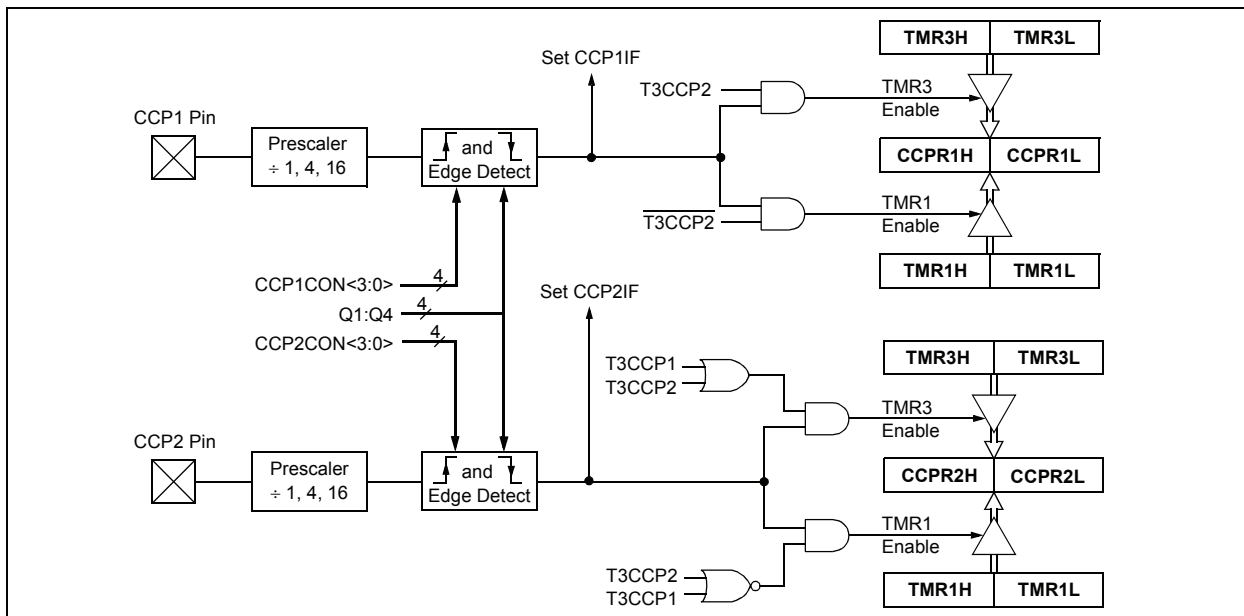 TMR3H TMR3L
Set CCP1IF
T3CCP2
TMR3
Enable
CCP1 Pin
Prescaler
÷ 1, 4, 16
and
Edge Detect
CCPR1H CCPR1L
T3CCP2
TMR1
Enable
TMR1H TMR1L
CCP1CON<3:0> 4
Q1:Q4 4
CCP2CON<3:0> 4
Set CCP2IF
TMR3H TMR3L
T3CCP1
T3CCP2
TMR3
Enable
CCP2 Pin
Prescaler
÷ 1, 4, 16
and
Edge Detect
CCPR2H CCPR2L
TMR1
Enable
T3CCP2
T3CCP1
TMR1H TMR1L